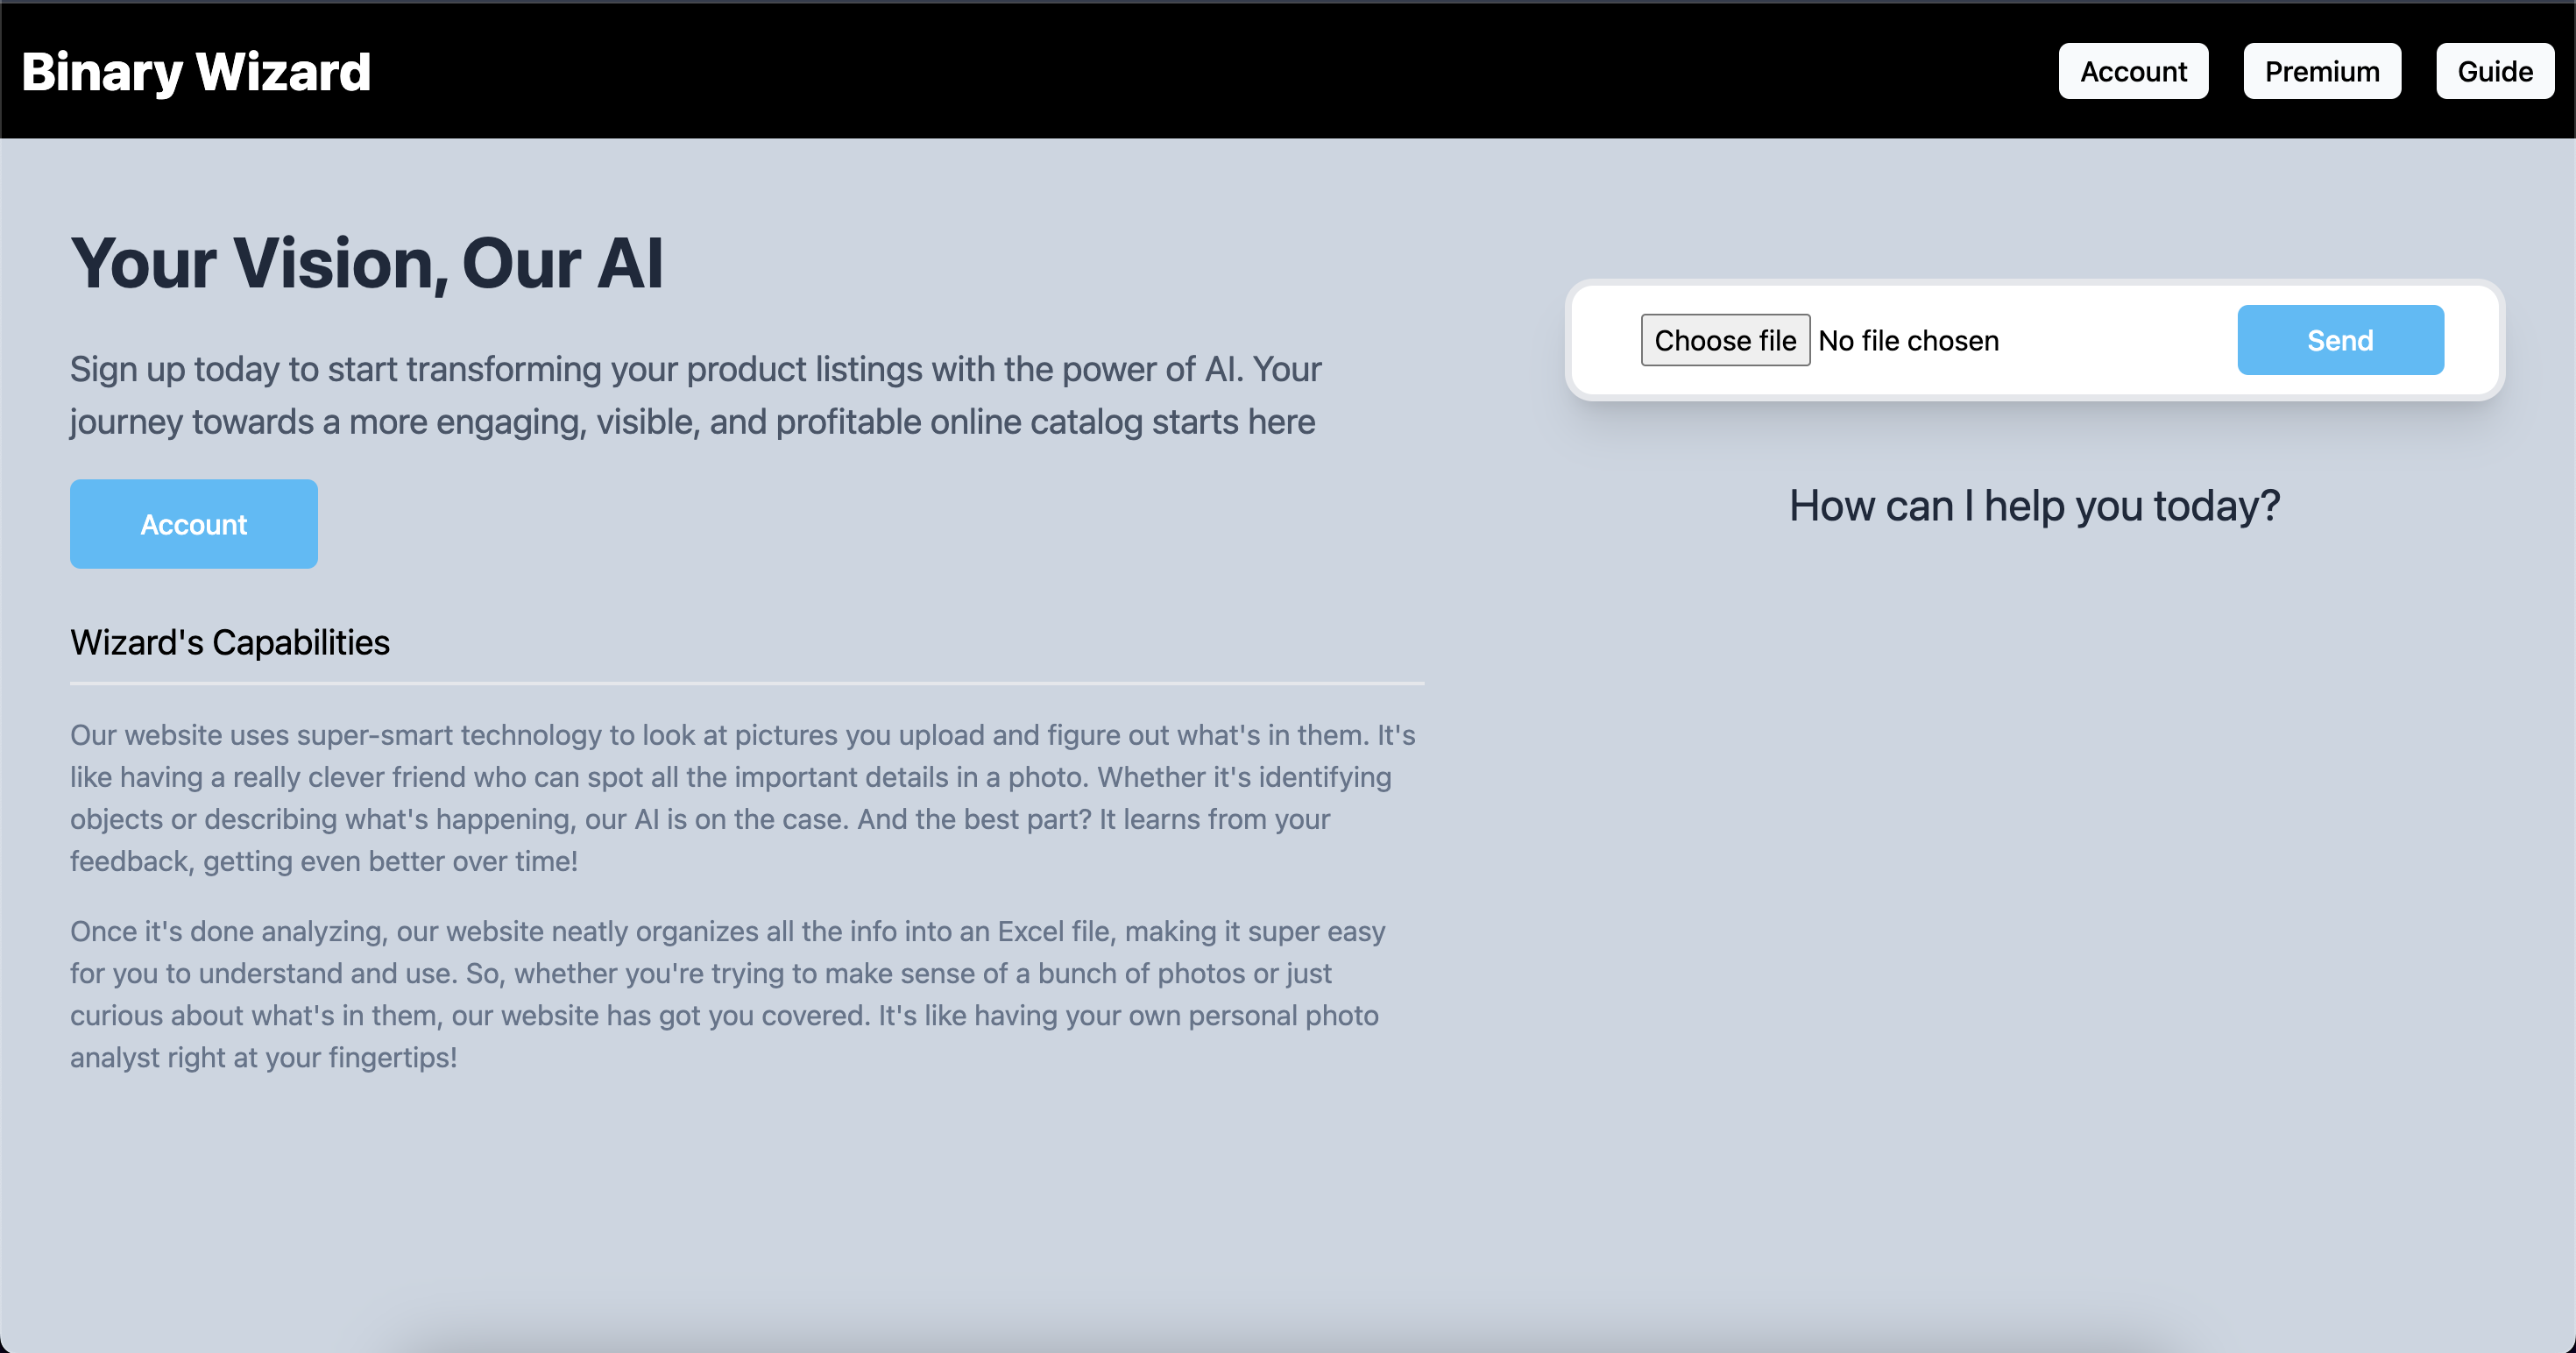 Binary Wizard
Account
Premium
Guide
Your Vision, Our AI
Sign up today to start transforming your product listings with the power of AI. Your
journey towards a more engaging, visible, and profitable online catalog starts here
Account
Wizard's Capabilities
Our website uses super-smart technology to look at pictures you upload and figure out what's in them. It's
like having a really clever friend who can spot all the important details in a photo. Whether it's identifying
objects or describing what's happening, our AI is on the case. And the best part? It learns from your
feedback, getting even better over time!
Once it's done analyzing, our website neatly organizes all the info into an Excel file, making it super easy
for you to understand and use. So, whether you're trying to make sense of a bunch of photos or just
curious about what's in them, our website has got you covered. It's like having your own personal photo
analyst right at your fingertips!
Choose file No file chosen
Send
How can I help you today?